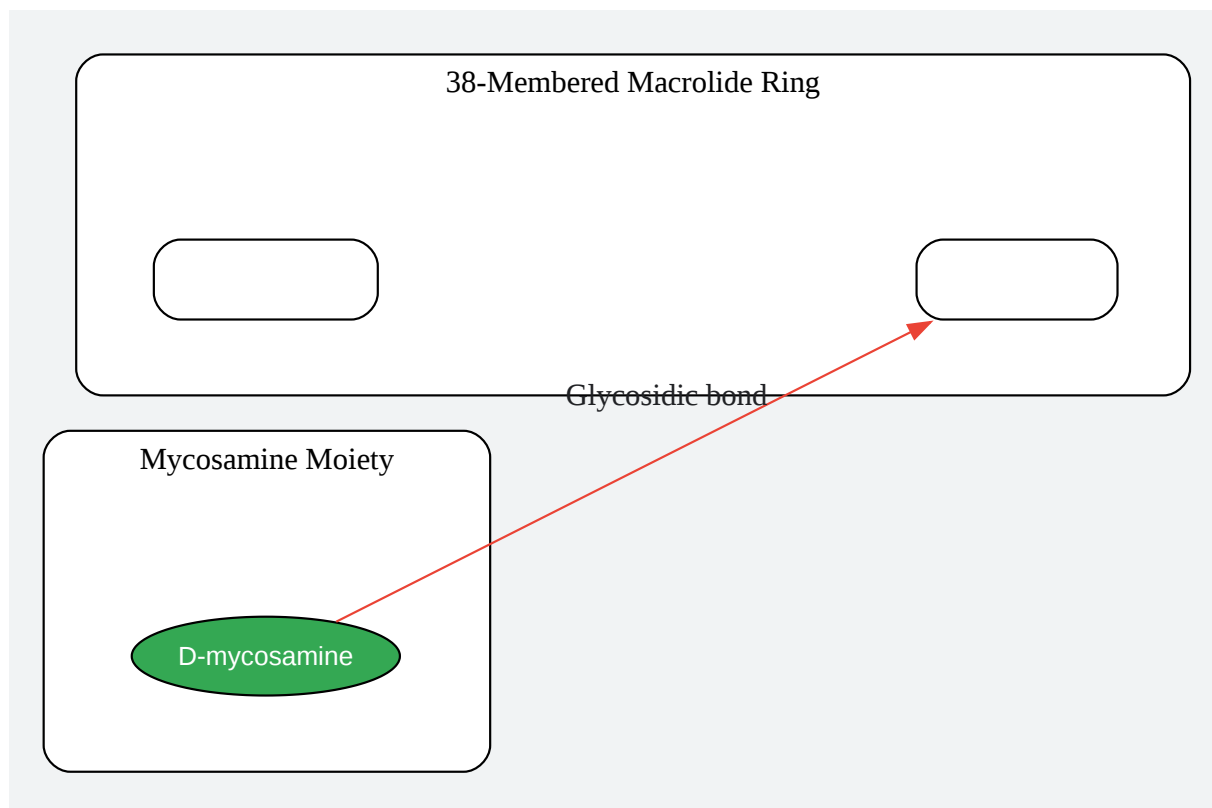 38-Membered Macrolide Ring
Glycosidic bond
Mycosamine Moiety
D-mycosamine